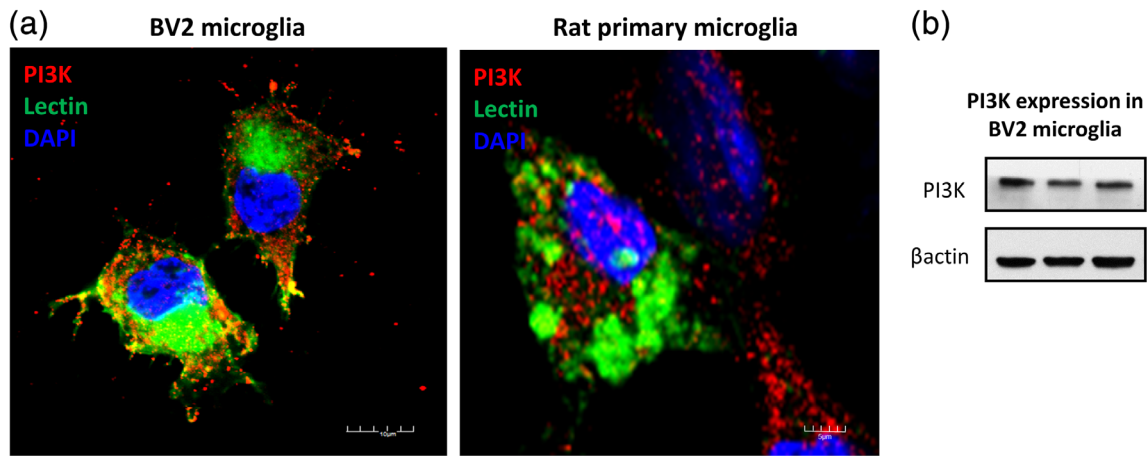 (a)
BV2 microglia
Rat primary microglia
(b)
PI3K
Lectin
DAPI
10µm
PI3K
Lectin
DAPI
5µm
PI3K expression in
BV2 microglia
PI3K
βactin